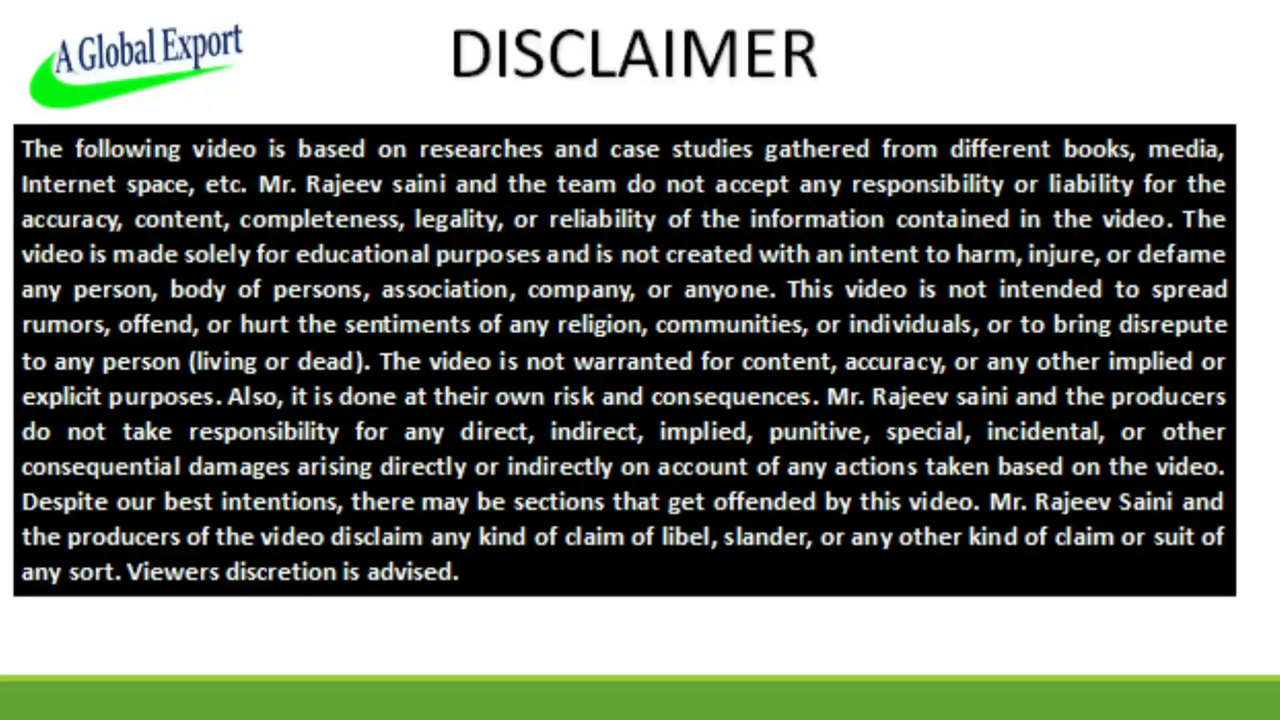 A Global Export
DISCLAIMER
The following video is based on researches and case studies gathered from different books, media,
Internet space, etc. Mr. Rajeev saini and the team do not accept any responsibility or liability for the
accuracy, content, completeness, legality, or reliability of the information contained in the video. The
video is made solely for educational purposes and is not created with an intent to harm, injure, or defame
any person, body of persons, association, company, or anyone. This video is not intended to spread
rumors, offend, or hurt the sentiments of any religion, communities, or individuals, or to bring disrepute
to any person (living or dead). The video is not warranted for content, accuracy, or any other implied or
explicit purposes. Also, it is done at their own risk and consequences. Mr. Rajeev saini and the producers
do not take responsibility for any direct, indirect, implied, punitive, special, incidental, or other
consequential damages arising directly or indirectly on account of any actions taken based on the video.
Despite our best intentions, there may be sections that get offended by this video. Mr. Rajeev Saini and
the producers of the video disclaim any kind of claim of libel, slander, or any other kind of claim or suit of
any sort. Viewers discretion is advised.